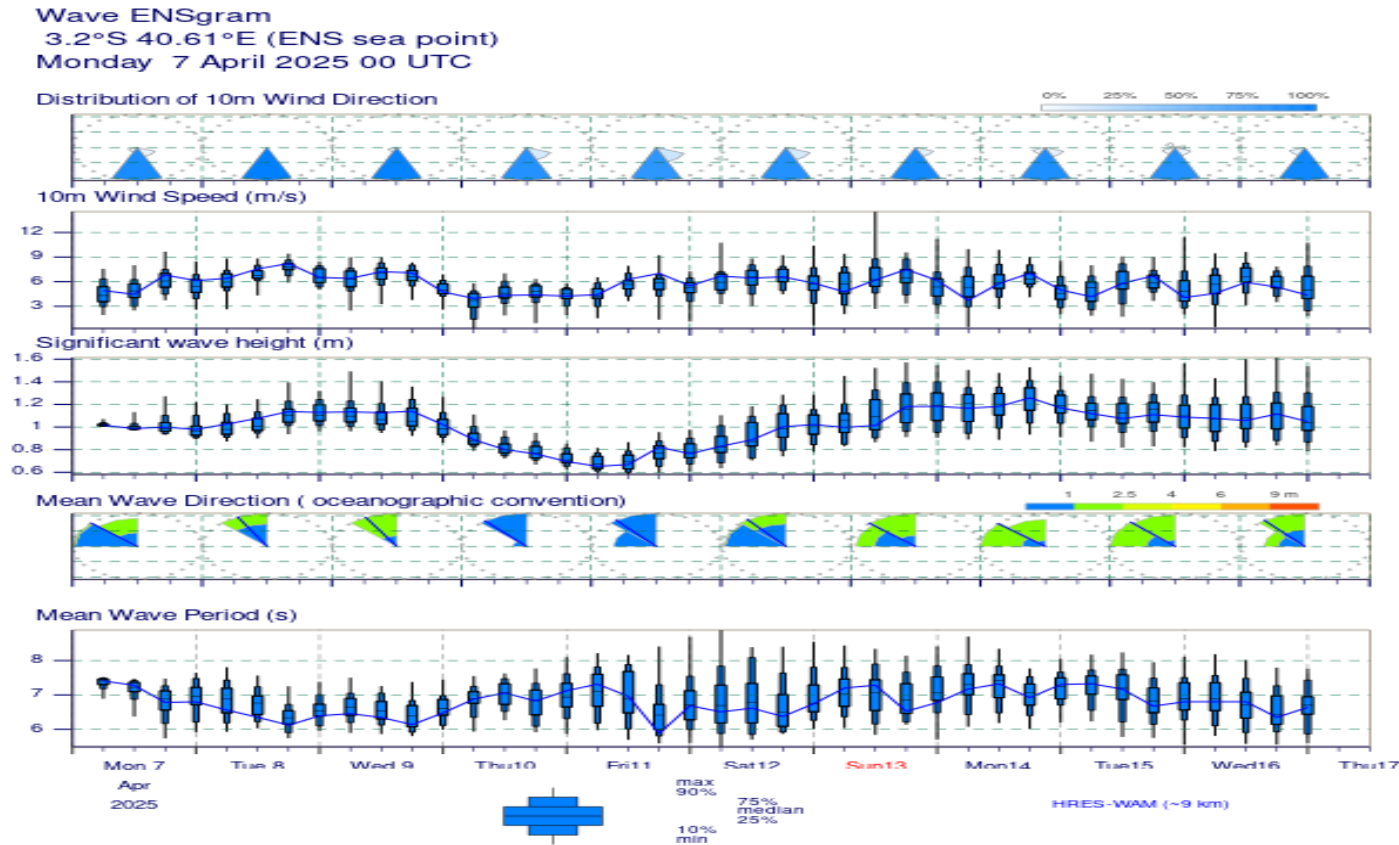 Wave ENSgram
3.2°S 40.61°E (ENS sea point)
Monday 7 April 2025 00 UTC
Distribution of 10m Wind Direction
0% 25% 50% 75% 100%
10m Wind Speed (m/s)
12
9
6
3
Significant wave height (m)
1.6
1.4
1.2
1
0.8
0.6
Mean Wave Direction ( oceanographic convention)
1 2.5 4 6 9 m
Mean Wave Period (s)
8
7
6
Mon 7 Tue 8 Wed 9 Thu10 Fri11 Sat12 Sun13 Mon14 Tue15 Wed16 Thu17
Apr
2025
max
90%
75%
median
25%
10%
min
HRES-WAM (~9 km)